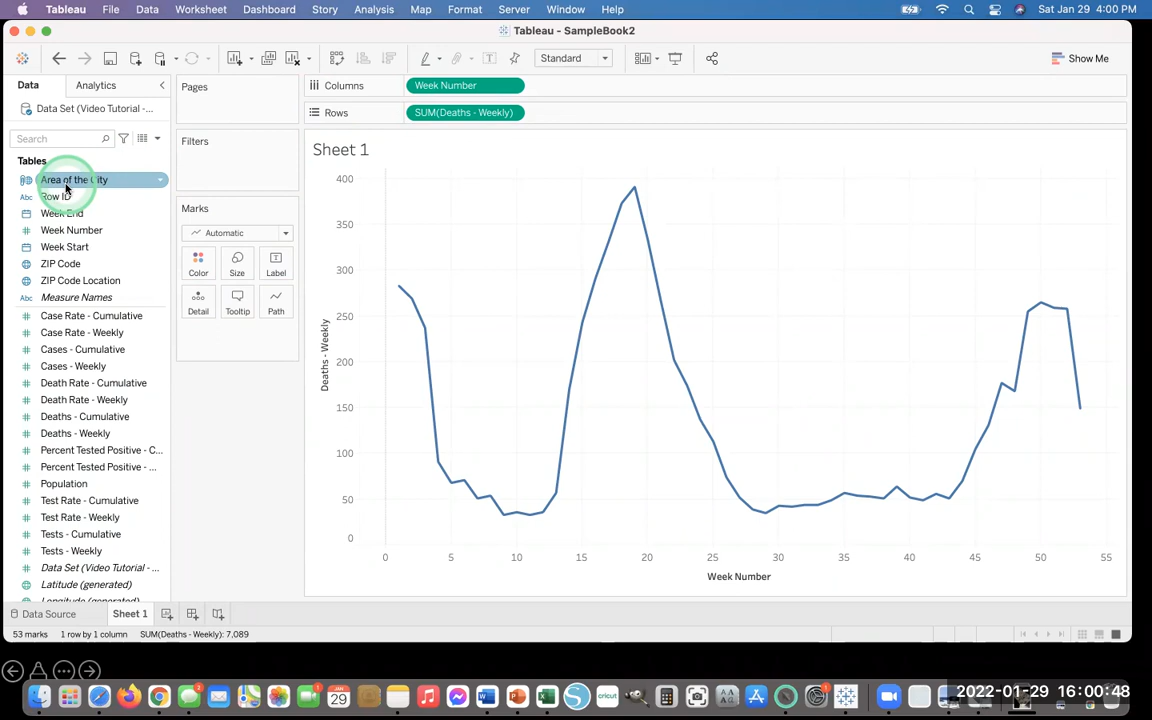 Tableau File Data Worksheet Dashboard Story Analysis Map Format Server Window Help Sat Jan 29 4:00 PM
Tableau - SampleBook2
Standard Show Me
Data Analytics Pages Columns Week Number
Data Set (Video Tutorial -...
Rows SUM(Deaths - Weekly)
Search
Filters
Sheet 1
Tables
Area of the City
Abc Row ID
Week End
Week Number
Week Start
ZIP Code
ZIP Code Location
Abc Measure Names
Case Rate - Cumulative
Case Rate - Weekly
Cases - Cumulative
Cases - Weekly
Death Rate - Cumulative
Death Rate - Weekly
Deaths - Cumulative
Deaths - Weekly
Percent Tested Positive - C...
Percent Tested Positive - ...
Population
Test Rate - Cumulative
Test Rate - Weekly
Tests - Cumulative
Tests - Weekly
Data Set (Video Tutorial - ...
Latitude (generated)
Longitude (generated)
Marks
Automatic
Color Size Label
Detail Tooltip Path
Deaths - Weekly
400
350
300
250
200
150
100
50
0
0 5 10 15 20 25 30 35 40 45 50 55
Week Number
Data Source Sheet 1
53 marks 1 row by 1 column SUM(Deaths - Weekly): 7,089
JAN
29
cricut
2022-01-29 16:00:48